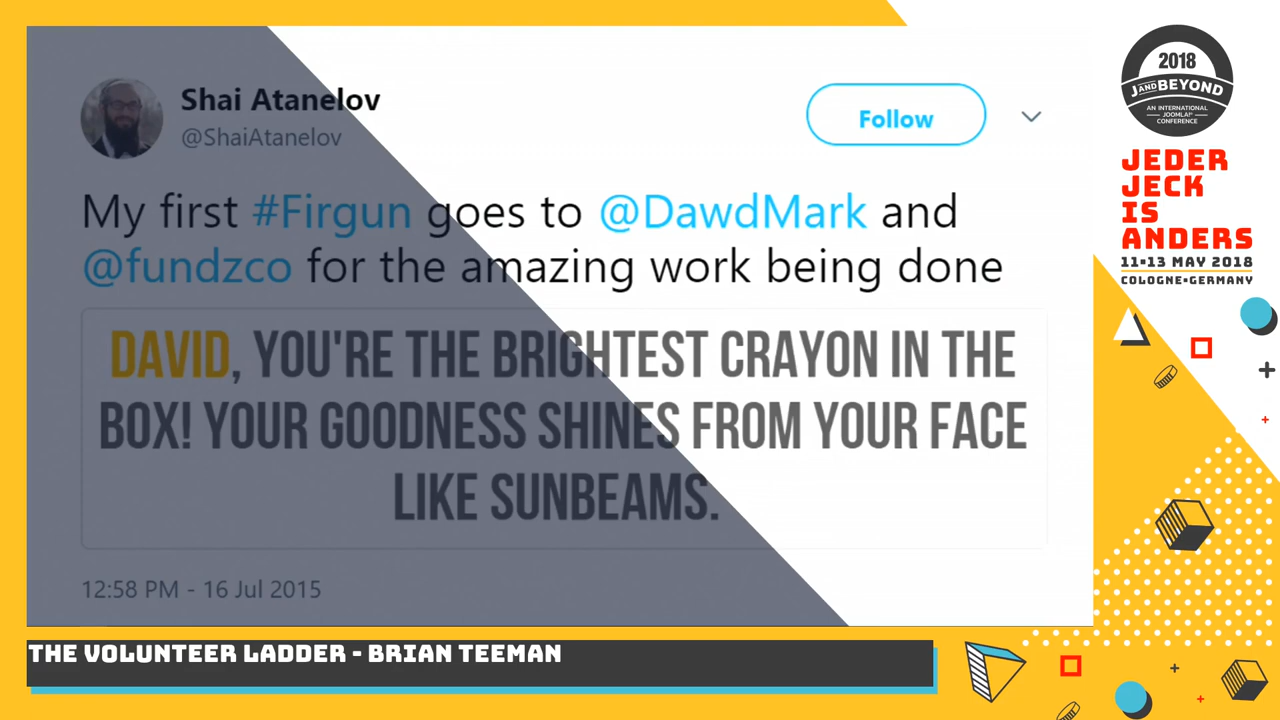 Shai Atanelov
@ShaiAtanelov
Follow
My first #Firgun goes to @DawdMark and
@fundzco for the amazing work being done
DAVID, YOU'RE THE BRIGHTEST CRAYON IN THE
BOX! YOUR GOODNESS SHINES FROM YOUR FACE
LIKE SUNBEAMS.
12:58 PM - 16 Jul 2015
THE VOLUNTEER LADDER - BRIAN TEEMAN
2018
J AND BEYOND
AN INTERNATIONAL
JOOMLA!®
CONFERENCE
JEDER
JECK
IS
ANDERS
11-13 MAY 2018
COLOGNE-GERMANY